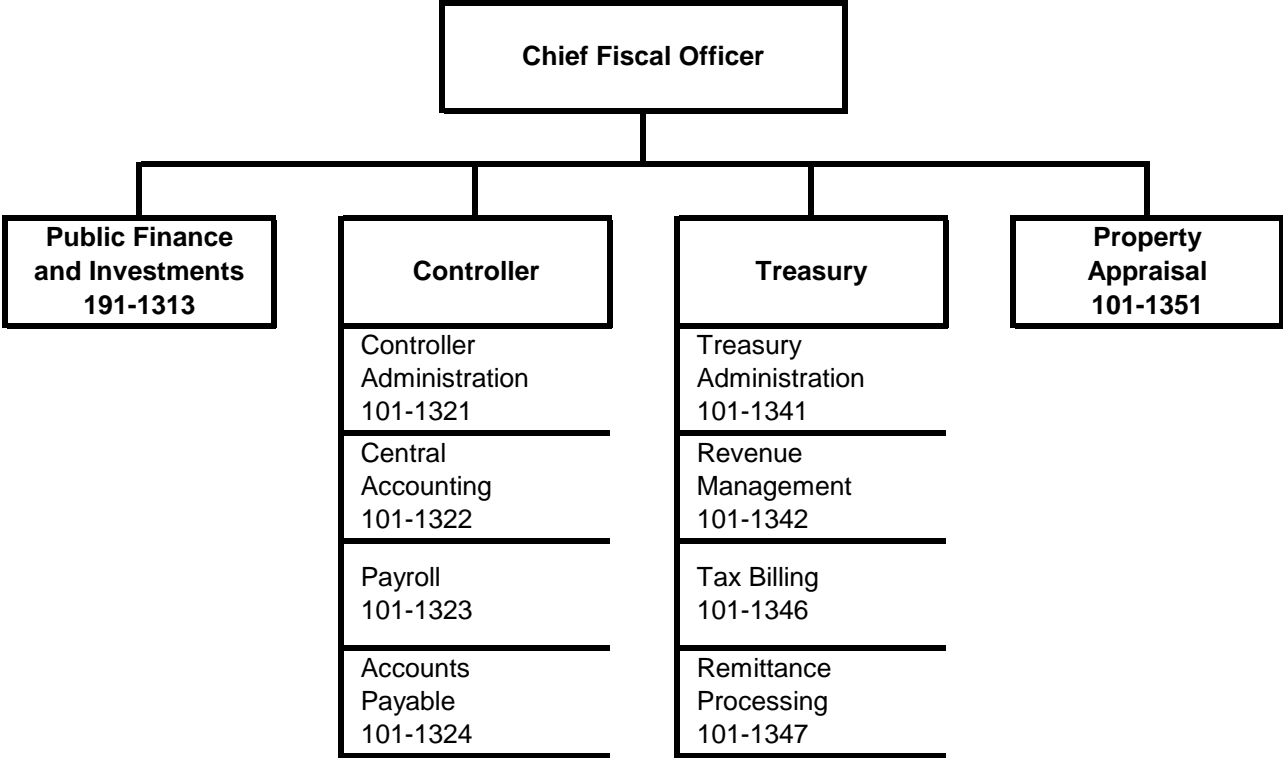 Chief Fiscal Officer
Public Finance
and Investments
191-1313
Controller
Treasury
Property
Appraisal
101-1351
Controller
Administration
101-1321
Central
Accounting
101-1322
Payroll
101-1323
Accounts
Payable
101-1324
Treasury
Administration
101-1341
Revenue
Management
101-1342
Tax Billing
101-1346
Remittance
Processing
101-1347